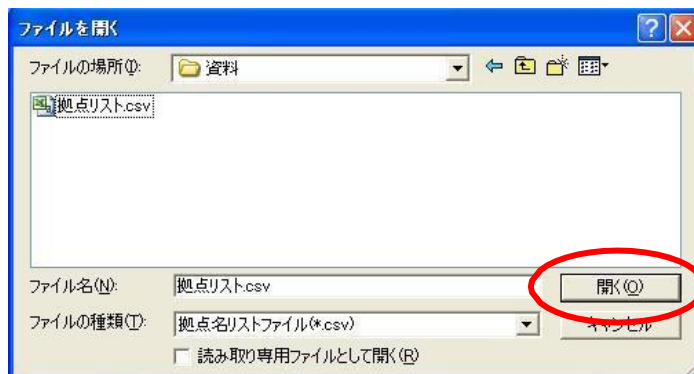 ファイルを開く
ファイルの場所(I): 資料
拠点リスト.csv
ファイル名(N): 拠点リスト.csv 開く(O)
ファイルの種類(T): 拠点名リストファイル(*.csv) キャンセル
読み取り専用ファイルとして開く(R)